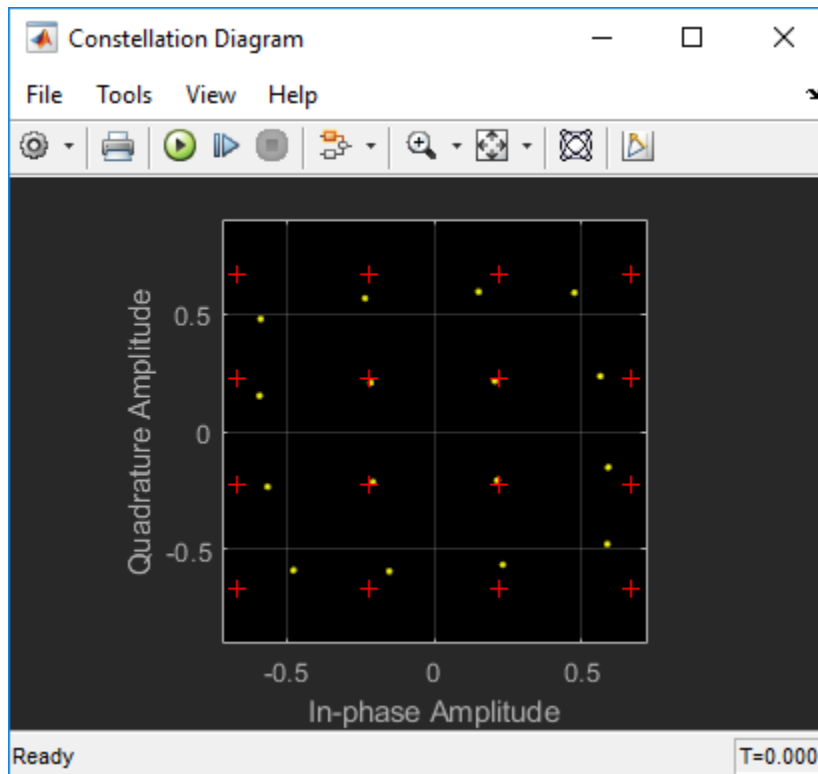 Constellation Diagram
File Tools View Help
Quadrature Amplitude
0.5
0
-0.5
-0.5 0 0.5
In-phase Amplitude
Ready T=0.000